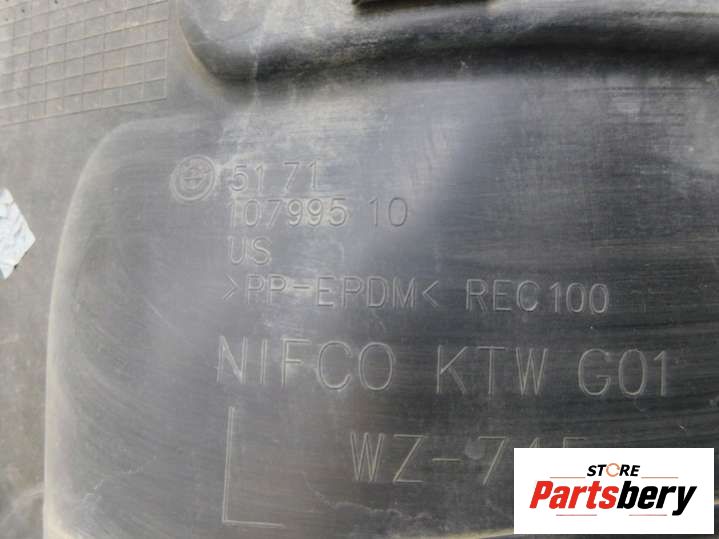 51 71
107995 10
US
>PP-EPDM< REC100
NIFCO KTW G01
STORE
Partsbery